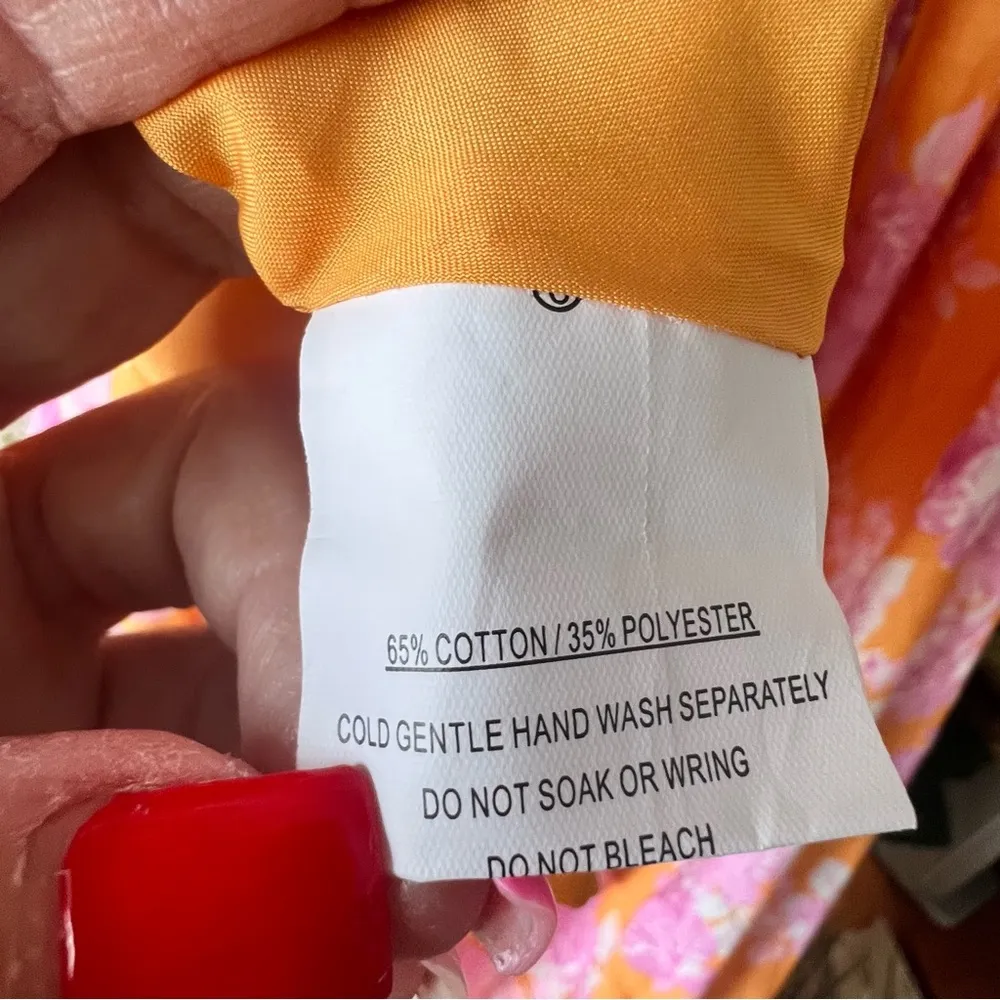 65% COTTON / 35% POLYESTER
COLD GENTLE HAND WASH SEPARATELY
DO NOT SOAK OR WRING
DO NOT BLEACH